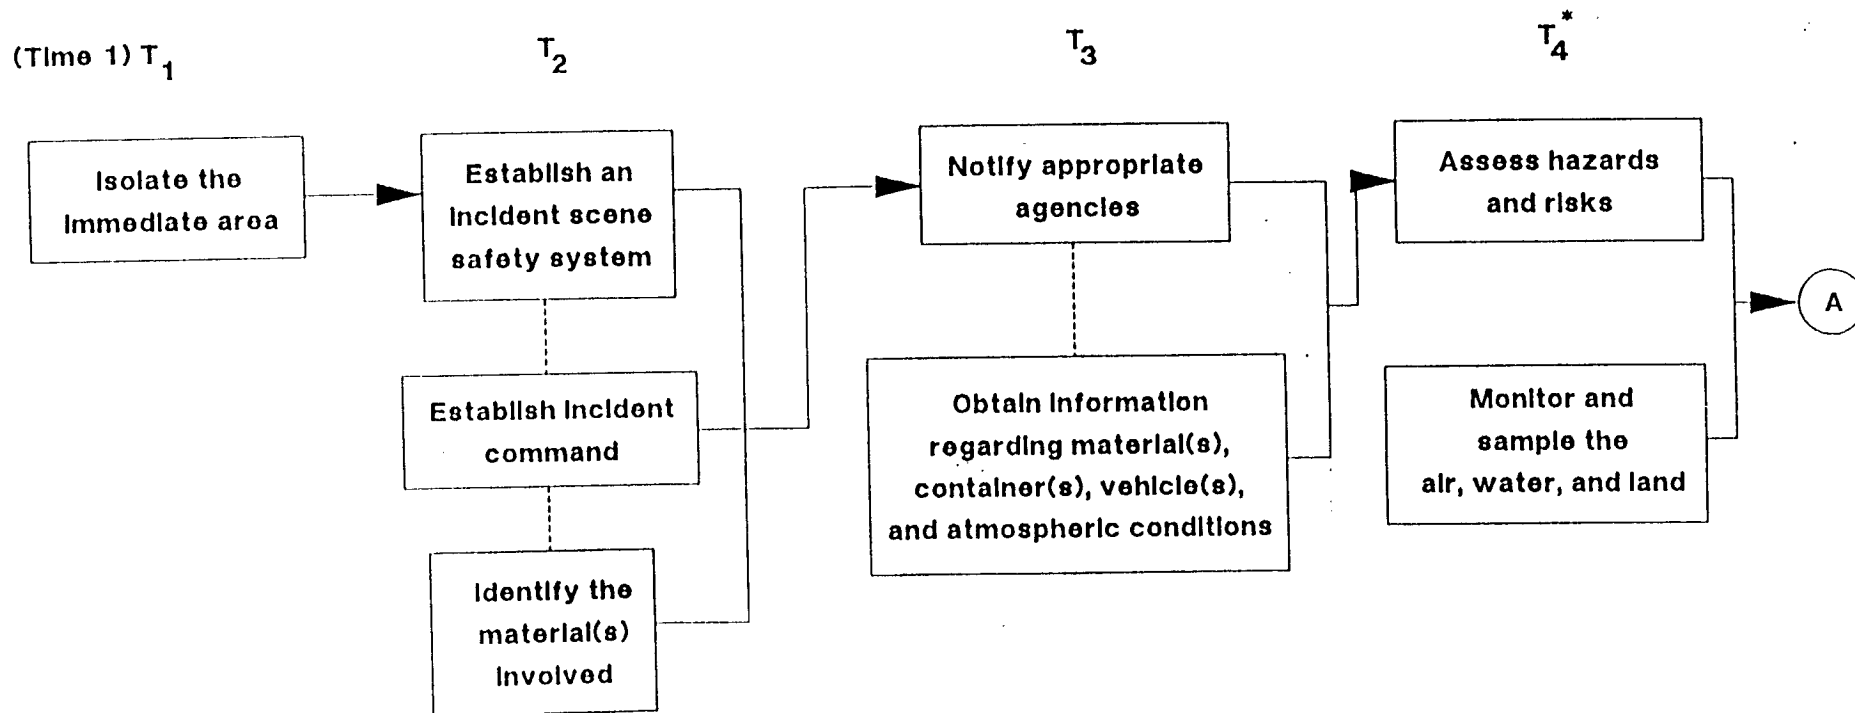 (Time 1) T1
T2
T3
T4*
Isolate the
immediate area
Establish an
incident scene
safety system
Establish incident
command
Identify the
material(s)
involved
Notify appropriate
agencies
Obtain information
regarding material(s),
container(s), vehicle(s),
and atmospheric conditions
Assess hazards
and risks
Monitor and
sample the
air, water, and land
A